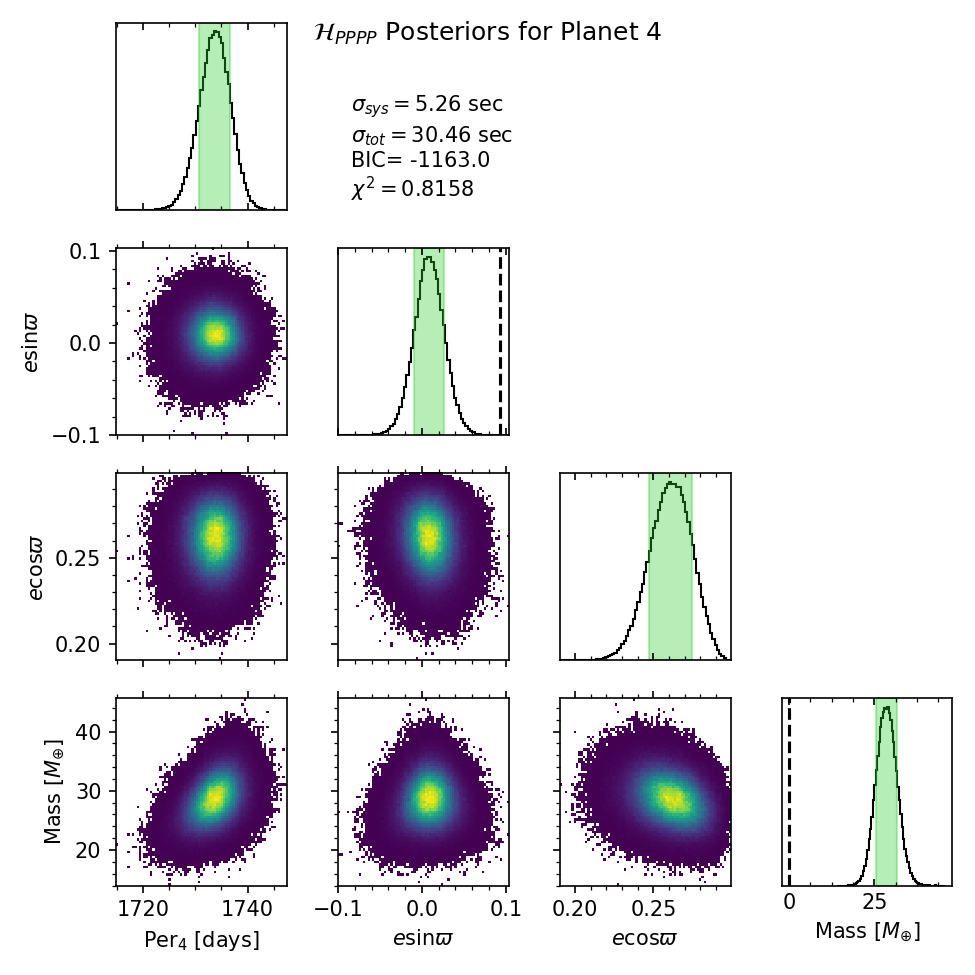 ℋ_PPPP Posteriors for Planet 4
σ_sys = 5.26 sec
σ_tot = 30.46 sec
BIC= -1163.0
χ² = 0.8158
0.1
0.0
−0.1
esinϖ
0.25
0.20
ecosϖ
40
30
20
Mass [M⊕]
1720 1740
−0.1 0.0 0.1
0.20 0.25
0 25
Per₄ [days]
esinϖ
ecosϖ
Mass [M⊕]